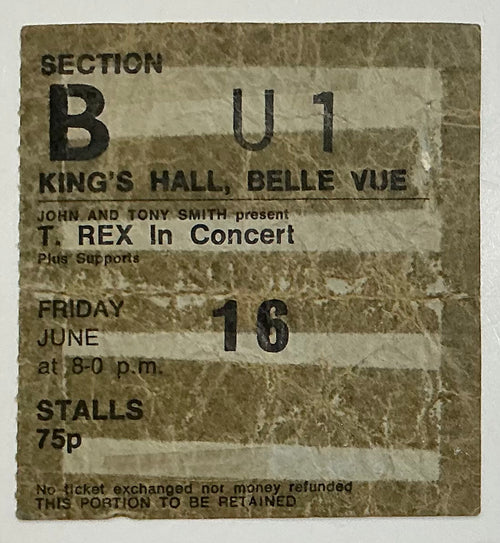 SECTION
B U 1
KING'S HALL, BELLE VUE
JOHN AND TONY SMITH present
T. REX In Concert
Plus Supports
FRIDAY
JUNE 16
at 8-0 p.m.
STALLS
75p
No ticket exchanged nor money refunded
THIS PORTION TO BE RETAINED